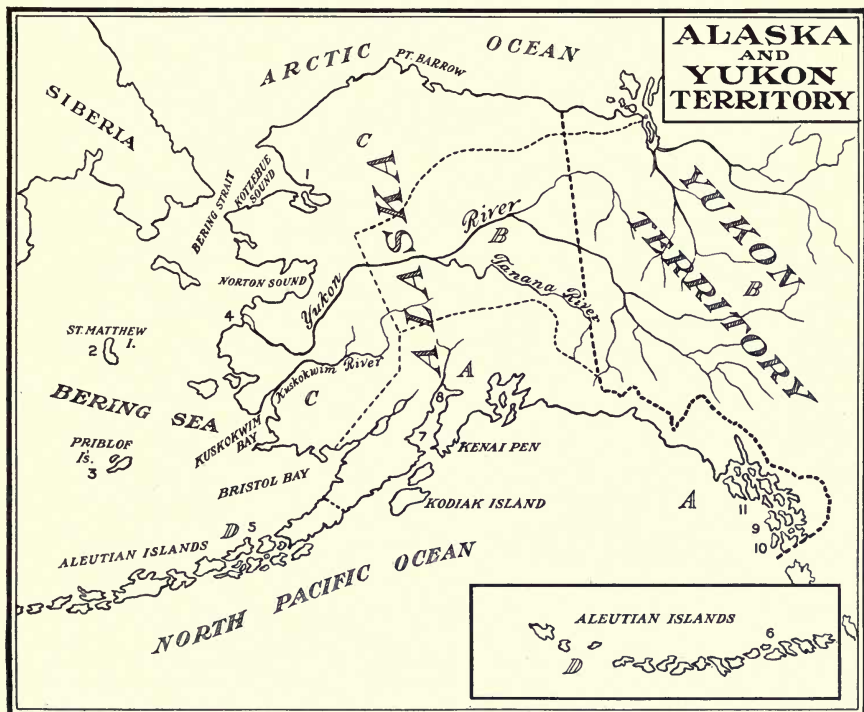 ALASKA
AND
YUKON
TERRITORY
ARCTIC OCEAN
PT. BARROW
SIBERIA
C
ALASKA
1
BERING STRAIT
KOTZEBUE
SOUND
YUKON
TERRITORY
River
B
B
Tanana River
NORTON SOUND
Yukon
4
ST. MATTHEW
2 I.
Kuskokwim River
C
A
BERING SEA
8
KUSKOKWIM
BAY
PRIBLOF
I's.
3
7
KENAI PEN
BRISTOL BAY
KODIAK ISLAND
A
11
9
10
D 5
ALEUTIAN ISLANDS
NORTH PACIFIC OCEAN
ALEUTIAN ISLANDS
6
D